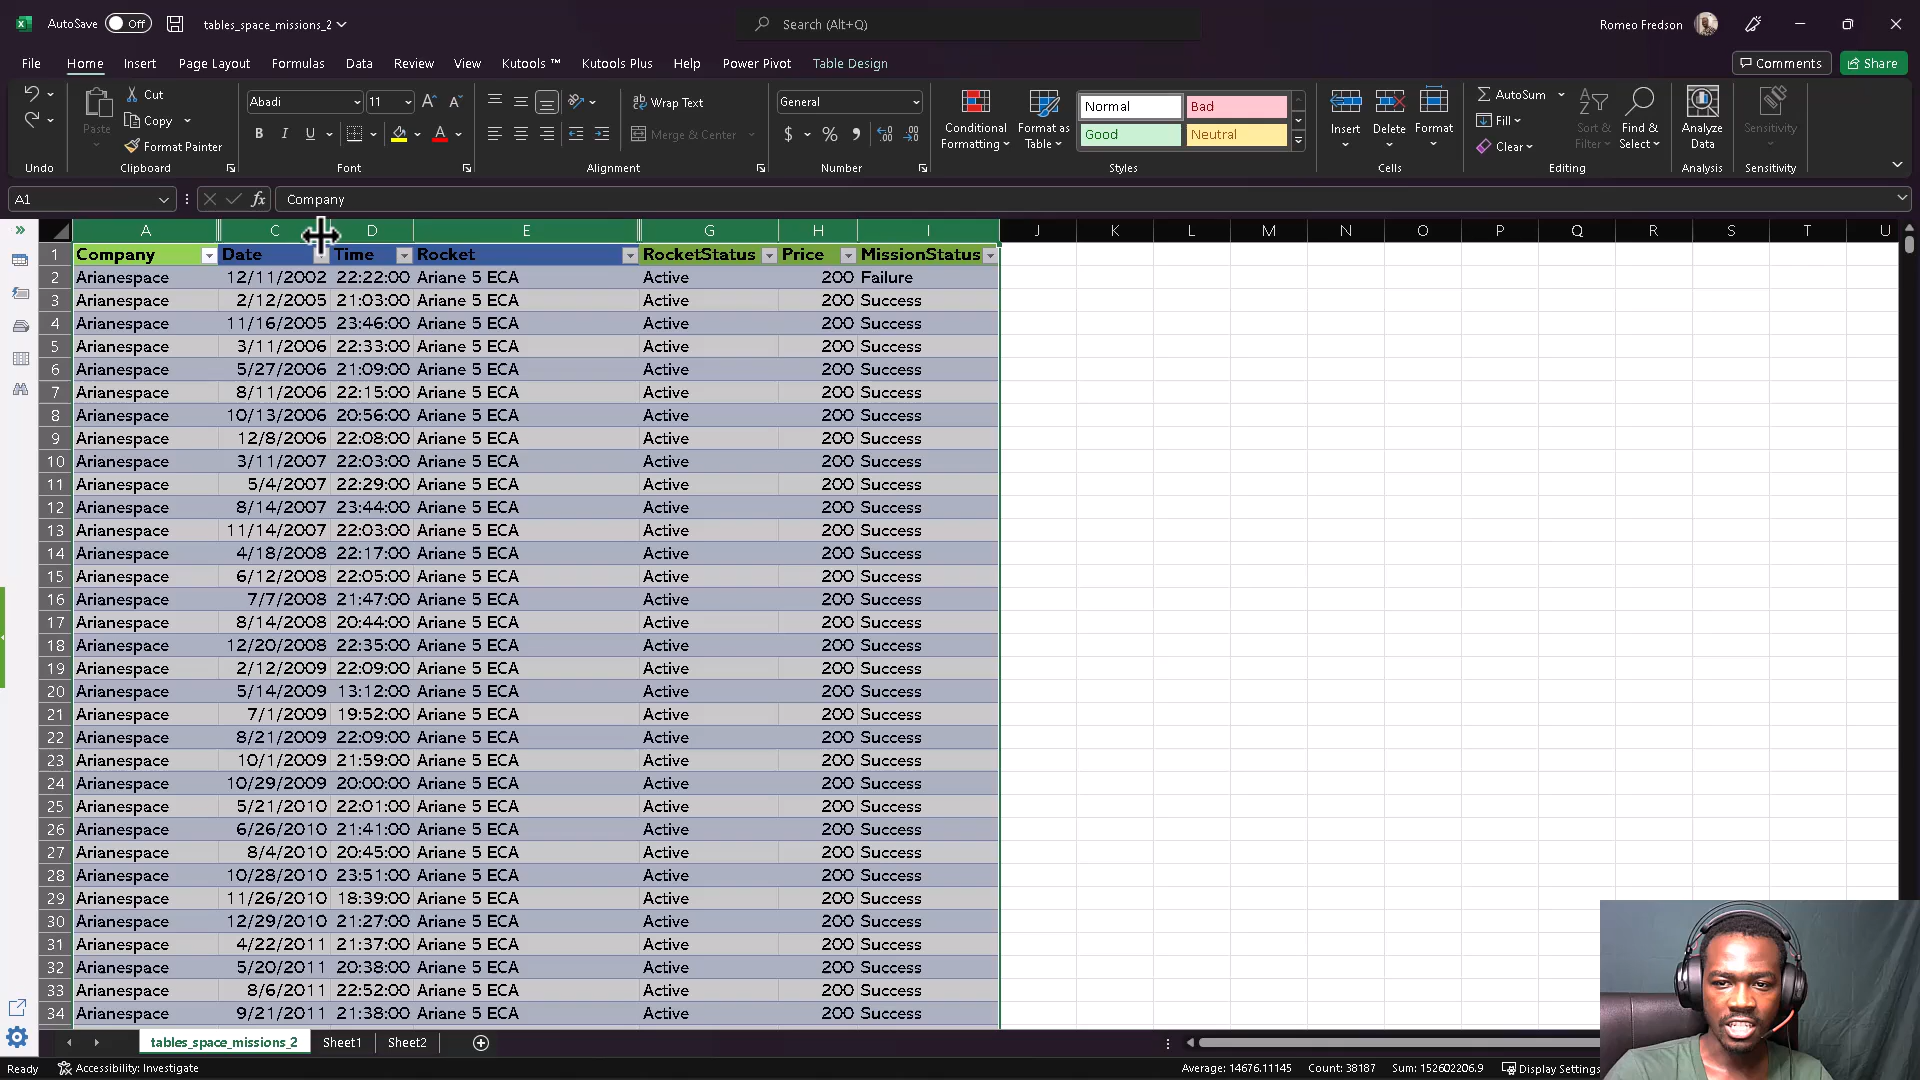 AutoSave Off tables_space_missions_2 Search (Alt+Q) Romeo Fredson
File Home Insert Page Layout Formulas Data Review View Kutools ™ Kutools Plus Help Power Pivot Table Design Comments Share
Cut Abadi 11 Wrap Text General Normal Bad AutoSum
Paste Copy Conditional Formatting Format as Table Insert Delete Format Fill Sort & Filter Find & Select Analyze Data Sensitivity
Format Painter B I U Merge & Center $ % Good Neutral Clear
Undo Clipboard Font Alignment Number Styles Cells Editing Analysis Sensitivity
A1 fx Company
A C D E G H I J K L M N O P Q R S T U
1 Company Date Time Rocket RocketStatus Price MissionStatus
2 Arianespace 12/11/2002 22:22:00 Ariane 5 ECA Active 200 Failure
3 Arianespace 2/12/2005 21:03:00 Ariane 5 ECA Active 200 Success
4 Arianespace 11/16/2005 23:46:00 Ariane 5 ECA Active 200 Success
5 Arianespace 3/11/2006 22:33:00 Ariane 5 ECA Active 200 Success
6 Arianespace 5/27/2006 21:09:00 Ariane 5 ECA Active 200 Success
7 Arianespace 8/11/2006 22:15:00 Ariane 5 ECA Active 200 Success
8 Arianespace 10/13/2006 20:56:00 Ariane 5 ECA Active 200 Success
9 Arianespace 12/8/2006 22:08:00 Ariane 5 ECA Active 200 Success
10 Arianespace 3/11/2007 22:03:00 Ariane 5 ECA Active 200 Success
11 Arianespace 5/4/2007 22:29:00 Ariane 5 ECA Active 200 Success
12 Arianespace 8/14/2007 23:44:00 Ariane 5 ECA Active 200 Success
13 Arianespace 11/14/2007 22:03:00 Ariane 5 ECA Active 200 Success
14 Arianespace 4/18/2008 22:17:00 Ariane 5 ECA Active 200 Success
15 Arianespace 6/12/2008 22:05:00 Ariane 5 ECA Active 200 Success
16 Arianespace 7/7/2008 21:47:00 Ariane 5 ECA Active 200 Success
17 Arianespace 8/14/2008 20:44:00 Ariane 5 ECA Active 200 Success
18 Arianespace 12/20/2008 22:35:00 Ariane 5 ECA Active 200 Success
19 Arianespace 2/12/2009 22:09:00 Ariane 5 ECA Active 200 Success
20 Arianespace 5/14/2009 13:12:00 Ariane 5 ECA Active 200 Success
21 Arianespace 7/1/2009 19:52:00 Ariane 5 ECA Active 200 Success
22 Arianespace 8/21/2009 22:09:00 Ariane 5 ECA Active 200 Success
23 Arianespace 10/1/2009 21:59:00 Ariane 5 ECA Active 200 Success
24 Arianespace 10/29/2009 20:00:00 Ariane 5 ECA Active 200 Success
25 Arianespace 5/21/2010 22:01:00 Ariane 5 ECA Active 200 Success
26 Arianespace 6/26/2010 21:41:00 Ariane 5 ECA Active 200 Success
27 Arianespace 8/4/2010 20:45:00 Ariane 5 ECA Active 200 Success
28 Arianespace 10/28/2010 23:51:00 Ariane 5 ECA Active 200 Success
29 Arianespace 11/26/2010 18:39:00 Ariane 5 ECA Active 200 Success
30 Arianespace 12/29/2010 21:27:00 Ariane 5 ECA Active 200 Success
31 Arianespace 4/22/2011 21:37:00 Ariane 5 ECA Active 200 Success
32 Arianespace 5/20/2011 20:38:00 Ariane 5 ECA Active 200 Success
33 Arianespace 8/6/2011 22:52:00 Ariane 5 ECA Active 200 Success
34 Arianespace 9/21/2011 21:38:00 Ariane 5 ECA Active 200 Success
tables_space_missions_2 Sheet1 Sheet2
Ready Accessibility: Investigate Average: 14676.11145 Count: 38187 Sum: 152602206.9 Display Settings